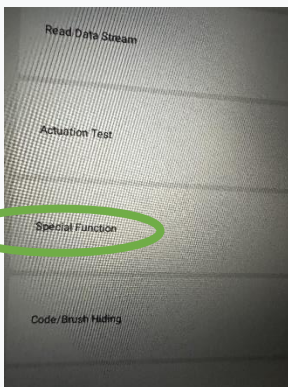 Read Data Stream
Actuation Test
Special Function
Code/Brush Hiding